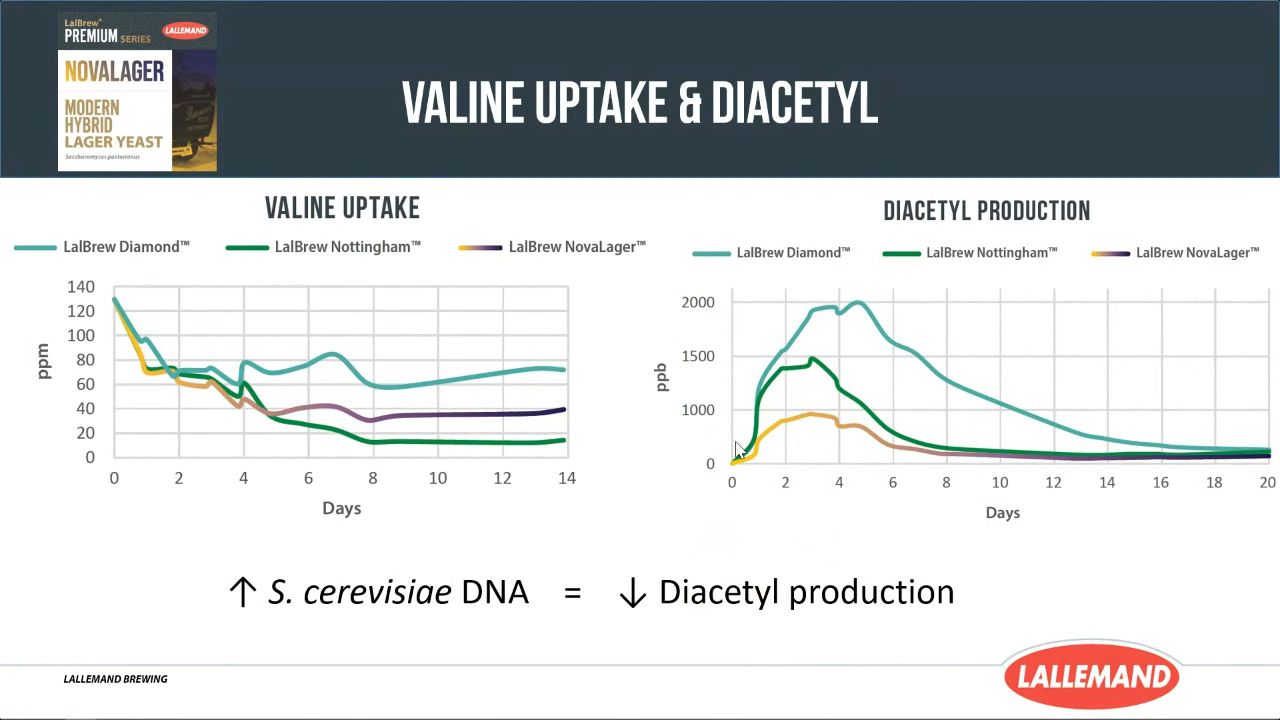 LalBrew™
PREMIUM SERIES
LALLEMAND
NOVALAGER
MODERN
HYBRID
LAGER YEAST
Saccharomyces pastorianus
VALINE UPTAKE & DIACETYL
VALINE UPTAKE
LalBrew Diamond™ LalBrew Nottingham™ LalBrew NovaLager™
140
120
100
80
60
40
20
0
ppm
0 2 4 6 8 10 12 14
Days
DIACETYL PRODUCTION
LalBrew Diamond™ LalBrew Nottingham™ LalBrew NovaLager™
2000
1500
1000
0
ppb
0 2 4 6 8 10 12 14 16 18 20
Days
↑ S. cerevisiae DNA = ↓ Diacetyl production
LALLEMAND BREWING
LALLEMAND